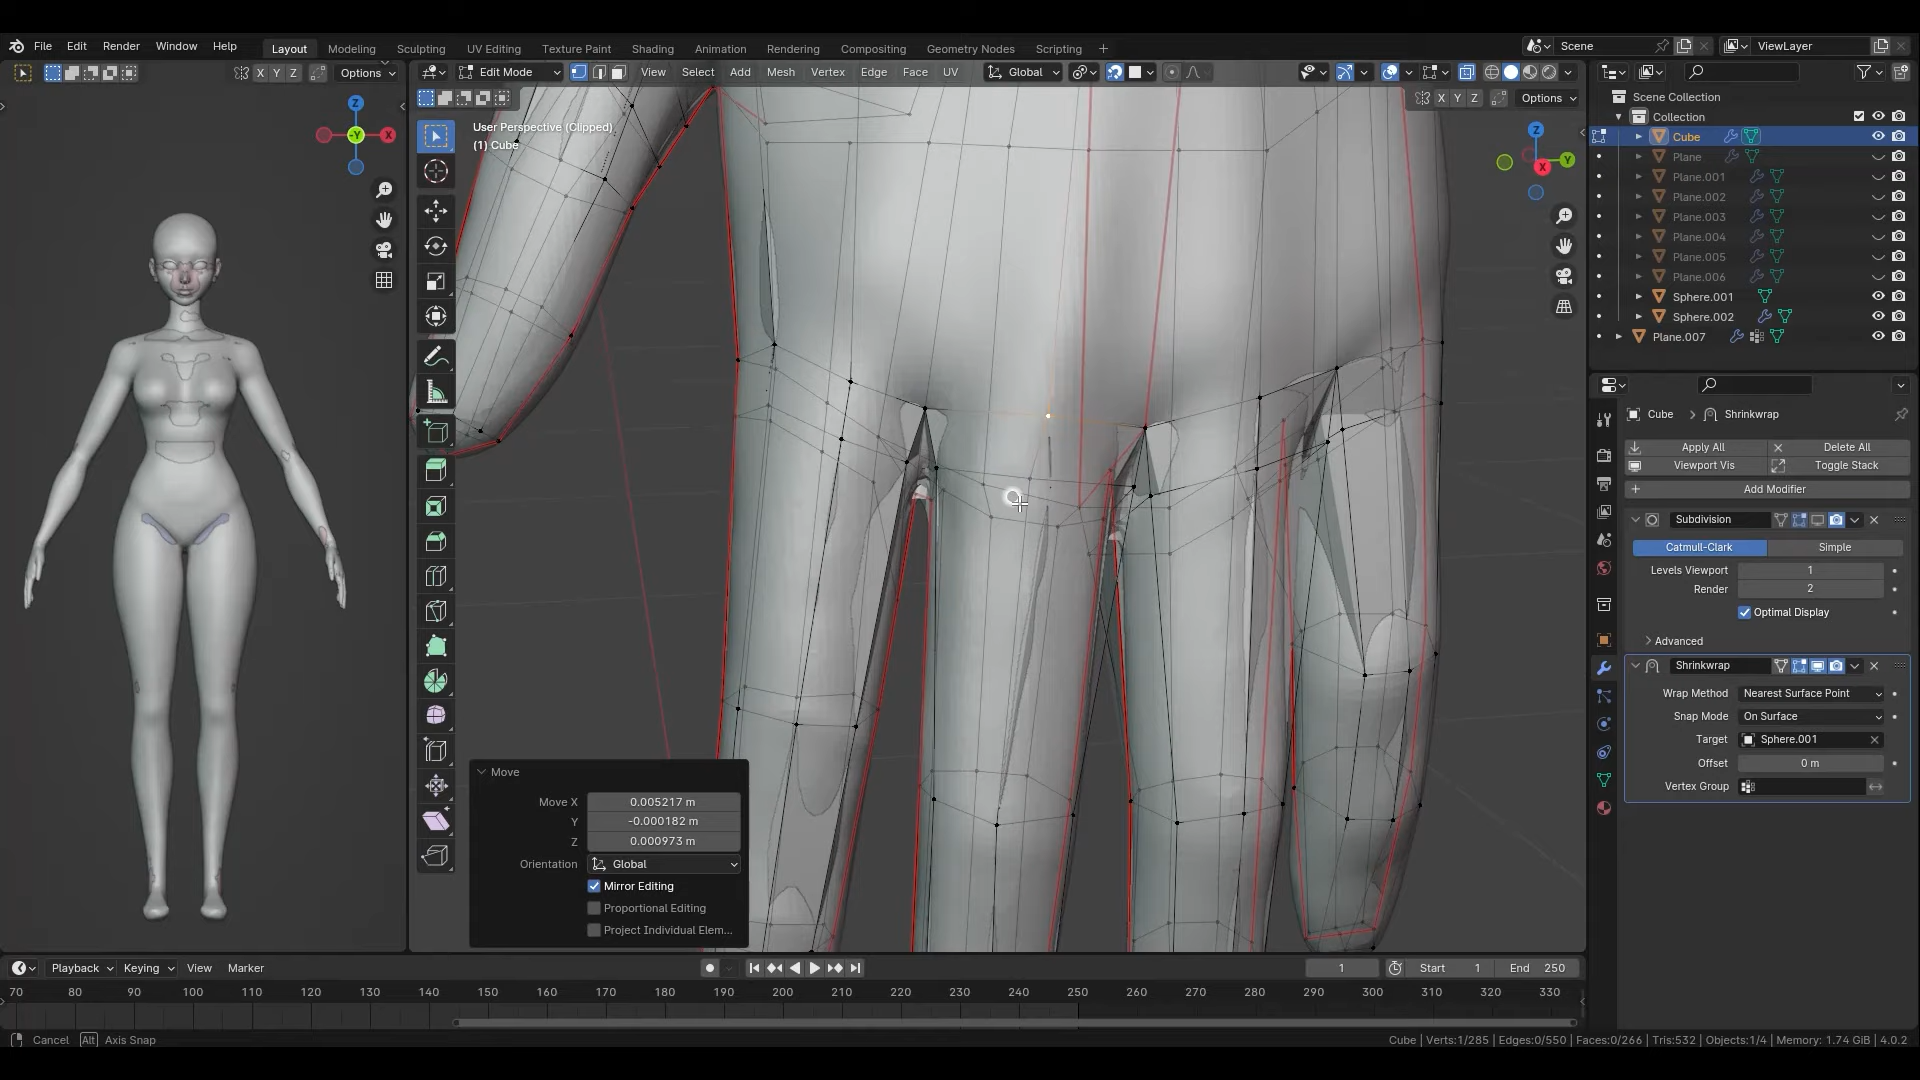 File Edit Render Window Help Layout Modeling Sculpting UV Editing Texture Paint Shading Animation Rendering Compositing Geometry Nodes Scripting + Scene ViewLayer
X Y Z Options Edit Mode View Select Add Mesh Vertex Edge Face UV Global
X Y Z Options
User Perspective (Clipped)
(1) Cube
Z
-Y X
Z
Y
X
Scene Collection
Collection
Cube
Plane
Plane.001
Plane.002
Plane.003
Plane.004
Plane.005
Plane.006
Sphere.001
Sphere.002
Plane.007
Cube > Shrinkwrap
Apply All Delete All
Viewport Vis Toggle Stack
Add Modifier
Subdivision
Catmull-Clark Simple
Levels Viewport 1
Render 2
Optimal Display
Advanced
Shrinkwrap
Wrap Method Nearest Surface Point
Snap Mode On Surface
Target Sphere.001
Offset 0 m
Vertex Group
Move
Move X 0.005217 m
Y -0.000182 m
Z 0.000973 m
Orientation Global
Mirror Editing
Proportional Editing
Project Individual Elem...
Playback Keying View Marker 1 Start 1 End 250
70 80 90 100 110 120 130 140 150 160 170 180 190 200 210 220 230 240 250 260 270 280 290 300 310 320 330
Cancel Alt Axis Snap Cube | Verts:1/285 | Edges:0/550 | Faces:0/266 | Tris:532 | Objects:1/4 | Memory: 1.74 GiB | 4.0.2